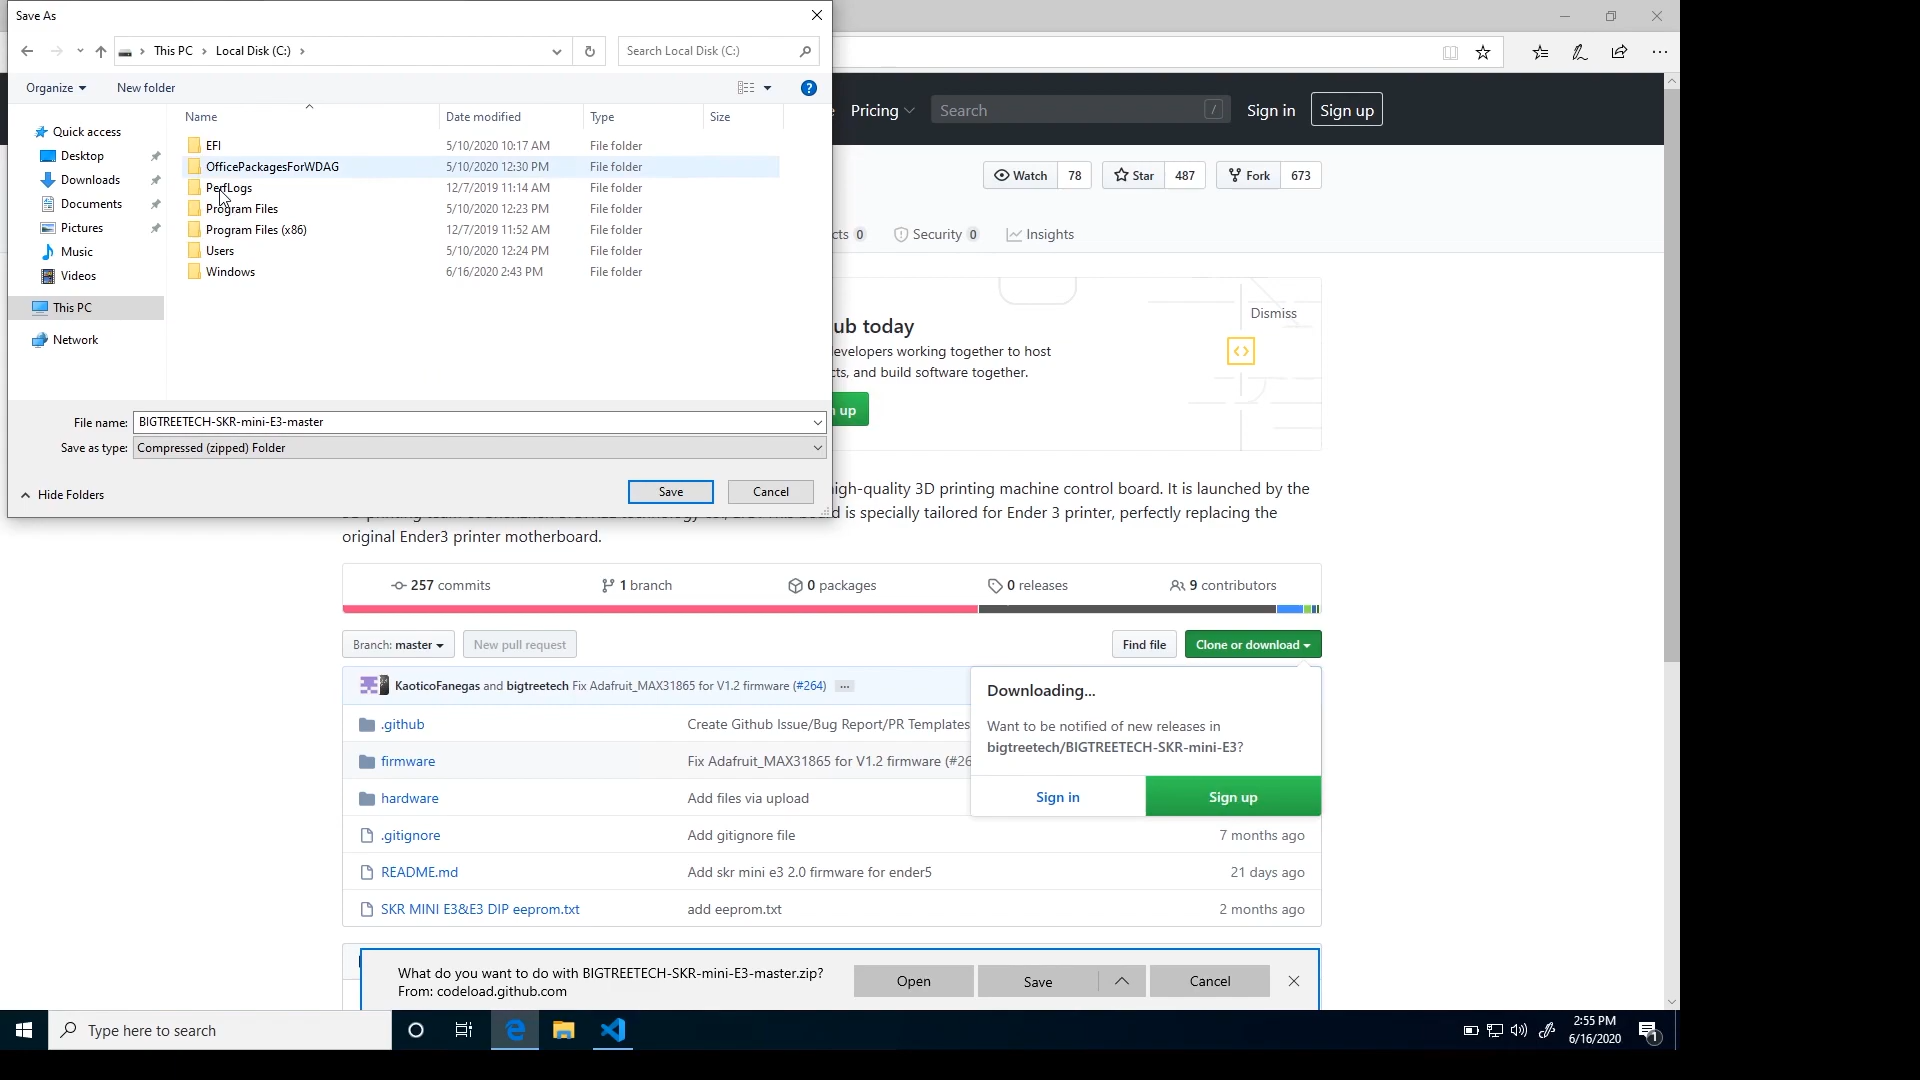 Save As
This PC
Local Disk (C:)
Search Local Disk (C:)
Organize
New folder
?
Name
Date modified
Type
Size
EFI 5/10/2020 10:17 AM File folder
OfficePackagesForWDAG 5/10/2020 12:30 PM File folder
PerfLogs 12/7/2019 11:14 AM File folder
Program Files 5/10/2020 12:23 PM File folder
Program Files (x86) 12/7/2019 11:52 AM File folder
Users 5/10/2020 12:24 PM File folder
Windows 6/16/2020 2:43 PM File folder
Quick access
Desktop
Downloads
Documents
Pictures
Music
Videos
This PC
Network
File name: BIGTREETECH-SKR-mini-E3-master
Save as type: Compressed (zipped) Folder
Hide Folders
Save
Cancel
Pricing
Search
/
Sign in
Sign up
Watch 78
Star 487
Fork 673
cts 0
Security 0
Insights
ub today
Dismiss
evelopers working together to host
cts, and build software together.
up
igh-quality 3D printing machine control board. It is launched by the
d is specially tailored for Ender 3 printer, perfectly replacing the
original Ender3 printer motherboard.
257 commits
1 branch
0 packages
0 releases
9 contributors
Branch: master
New pull request
Find file
Clone or download
KaoticoFanegas and bigtreetech Fix Adafruit_MAX31865 for V1.2 firmware (#264) ...
.github Create Github Issue/Bug Report/PR Templates
firmware Fix Adafruit_MAX31865 for V1.2 firmware (#26
hardware Add files via upload
.gitignore Add gitignore file 7 months ago
README.md Add skr mini e3 2.0 firmware for ender5 21 days ago
SKR MINI E3&E3 DIP eeprom.txt add eeprom.txt 2 months ago
Downloading...
Want to be notified of new releases in
bigtreetech/BIGTREETECH-SKR-mini-E3?
Sign in
Sign up
What do you want to do with BIGTREETECH-SKR-mini-E3-master.zip?
From: codeload.github.com
Open
Save
Cancel
Type here to search
2:55 PM
6/16/2020
1